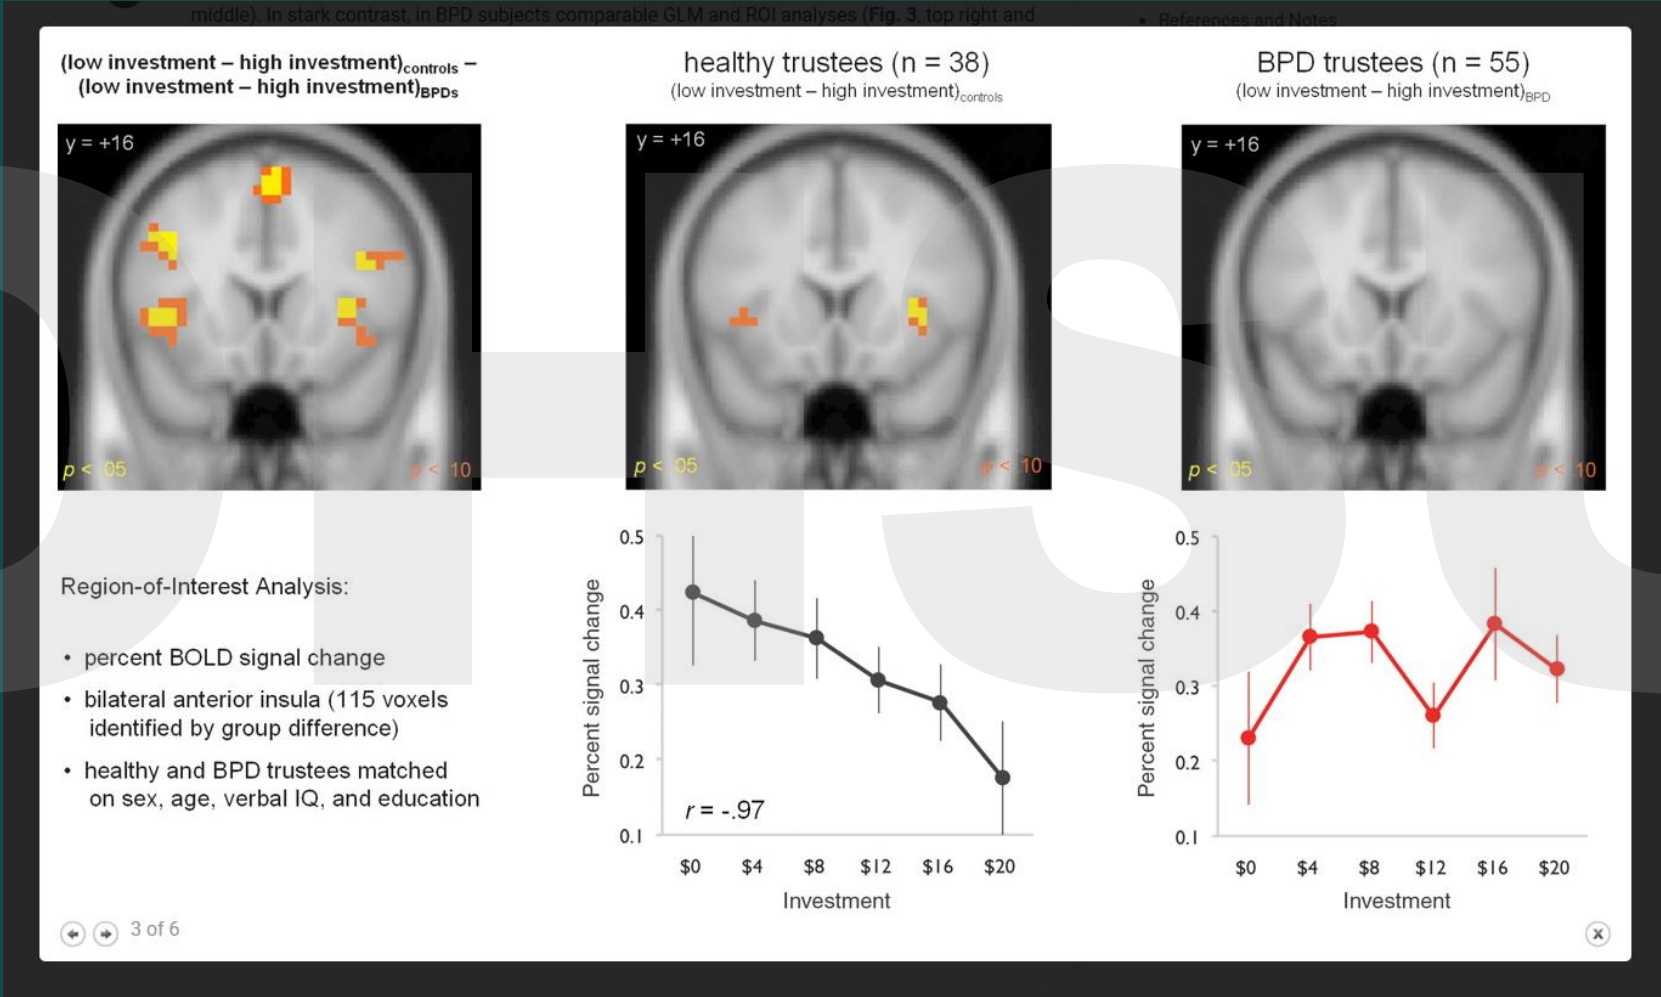 middle). In stark contrast, in BPD subjects comparable GLM and ROI analyses (Fig. 3, top right and
• References and Notes
(low investment – high investment)controls –
(low investment – high investment)BPDs
y = +16
p < .05
p < .10
Region-of-Interest Analysis:
• percent BOLD signal change
• bilateral anterior insula (115 voxels
identified by group difference)
• healthy and BPD trustees matched
on sex, age, verbal IQ, and education
healthy trustees (n = 38)
(low investment – high investment)controls
y = +16
p < .05
p < .10
Percent signal change
0.5
0.4
0.3
0.2
0.1
r = -.97
$0 $4 $8 $12 $16 $20
Investment
BPD trustees (n = 55)
(low investment – high investment)BPD
y = +16
p < .05
p < .10
Percent signal change
0.5
0.4
0.3
0.2
0.1
$0 $4 $8 $12 $16 $20
Investment
3 of 6